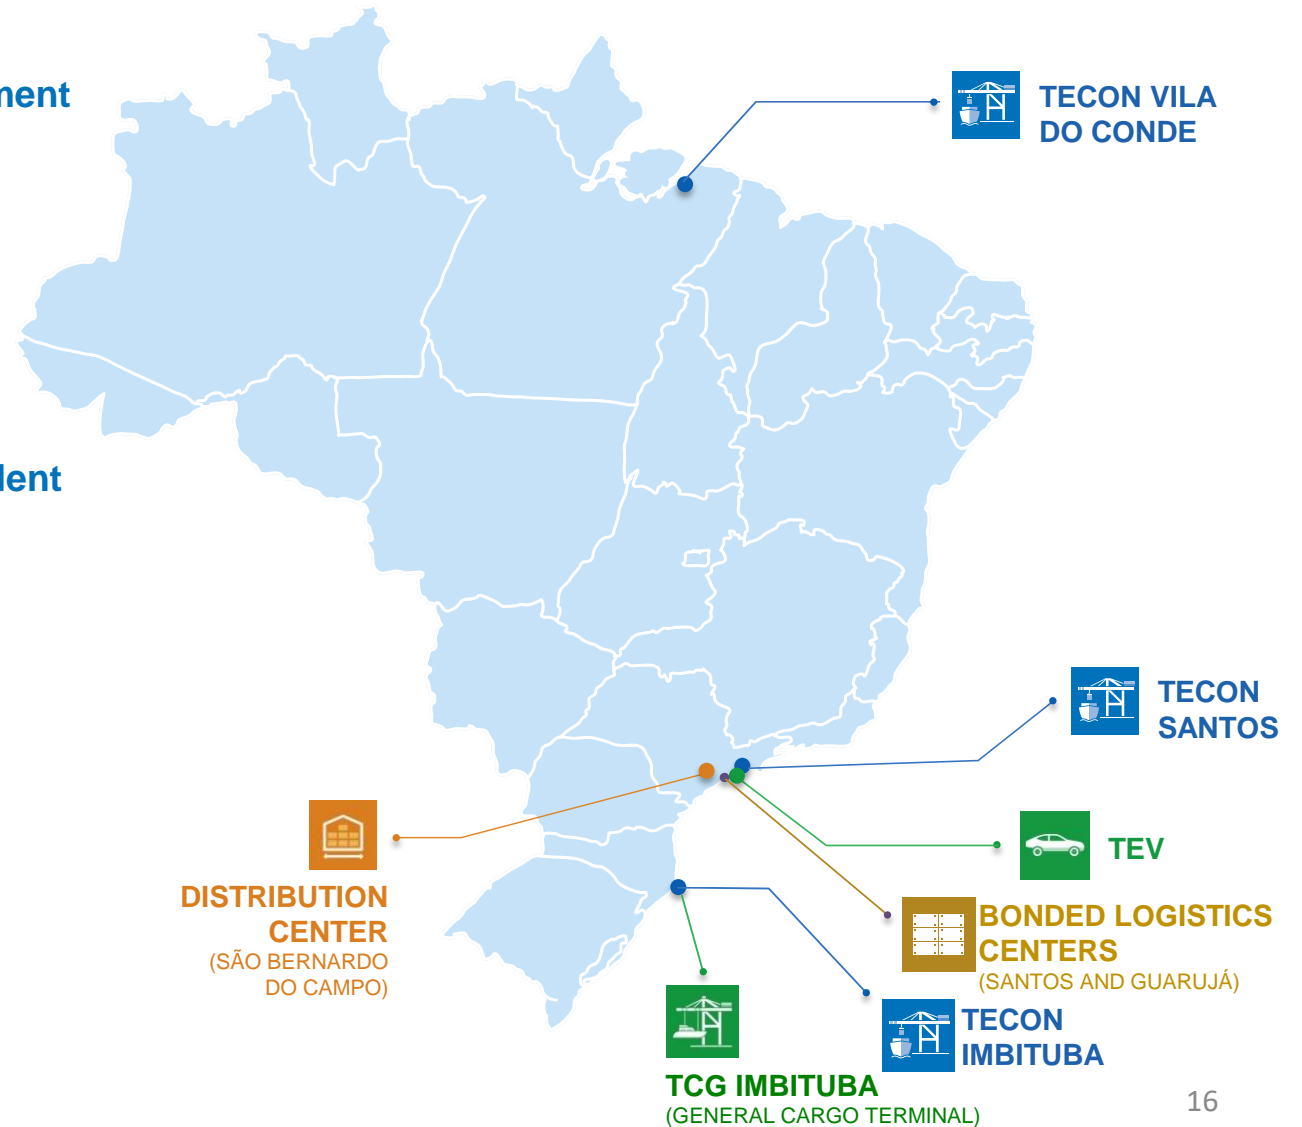 ment
TECON VILA
DO CONDE
lent
TECON
SANTOS
TEV
DISTRIBUTION
CENTER
(SÃO BERNARDO
DO CAMPO)
BONDED LOGISTICS
CENTERS
(SANTOS AND GUARUJÁ)
TECON
IMBITUBA
TCG IMBITUBA
(GENERAL CARGO TERMINAL)
16